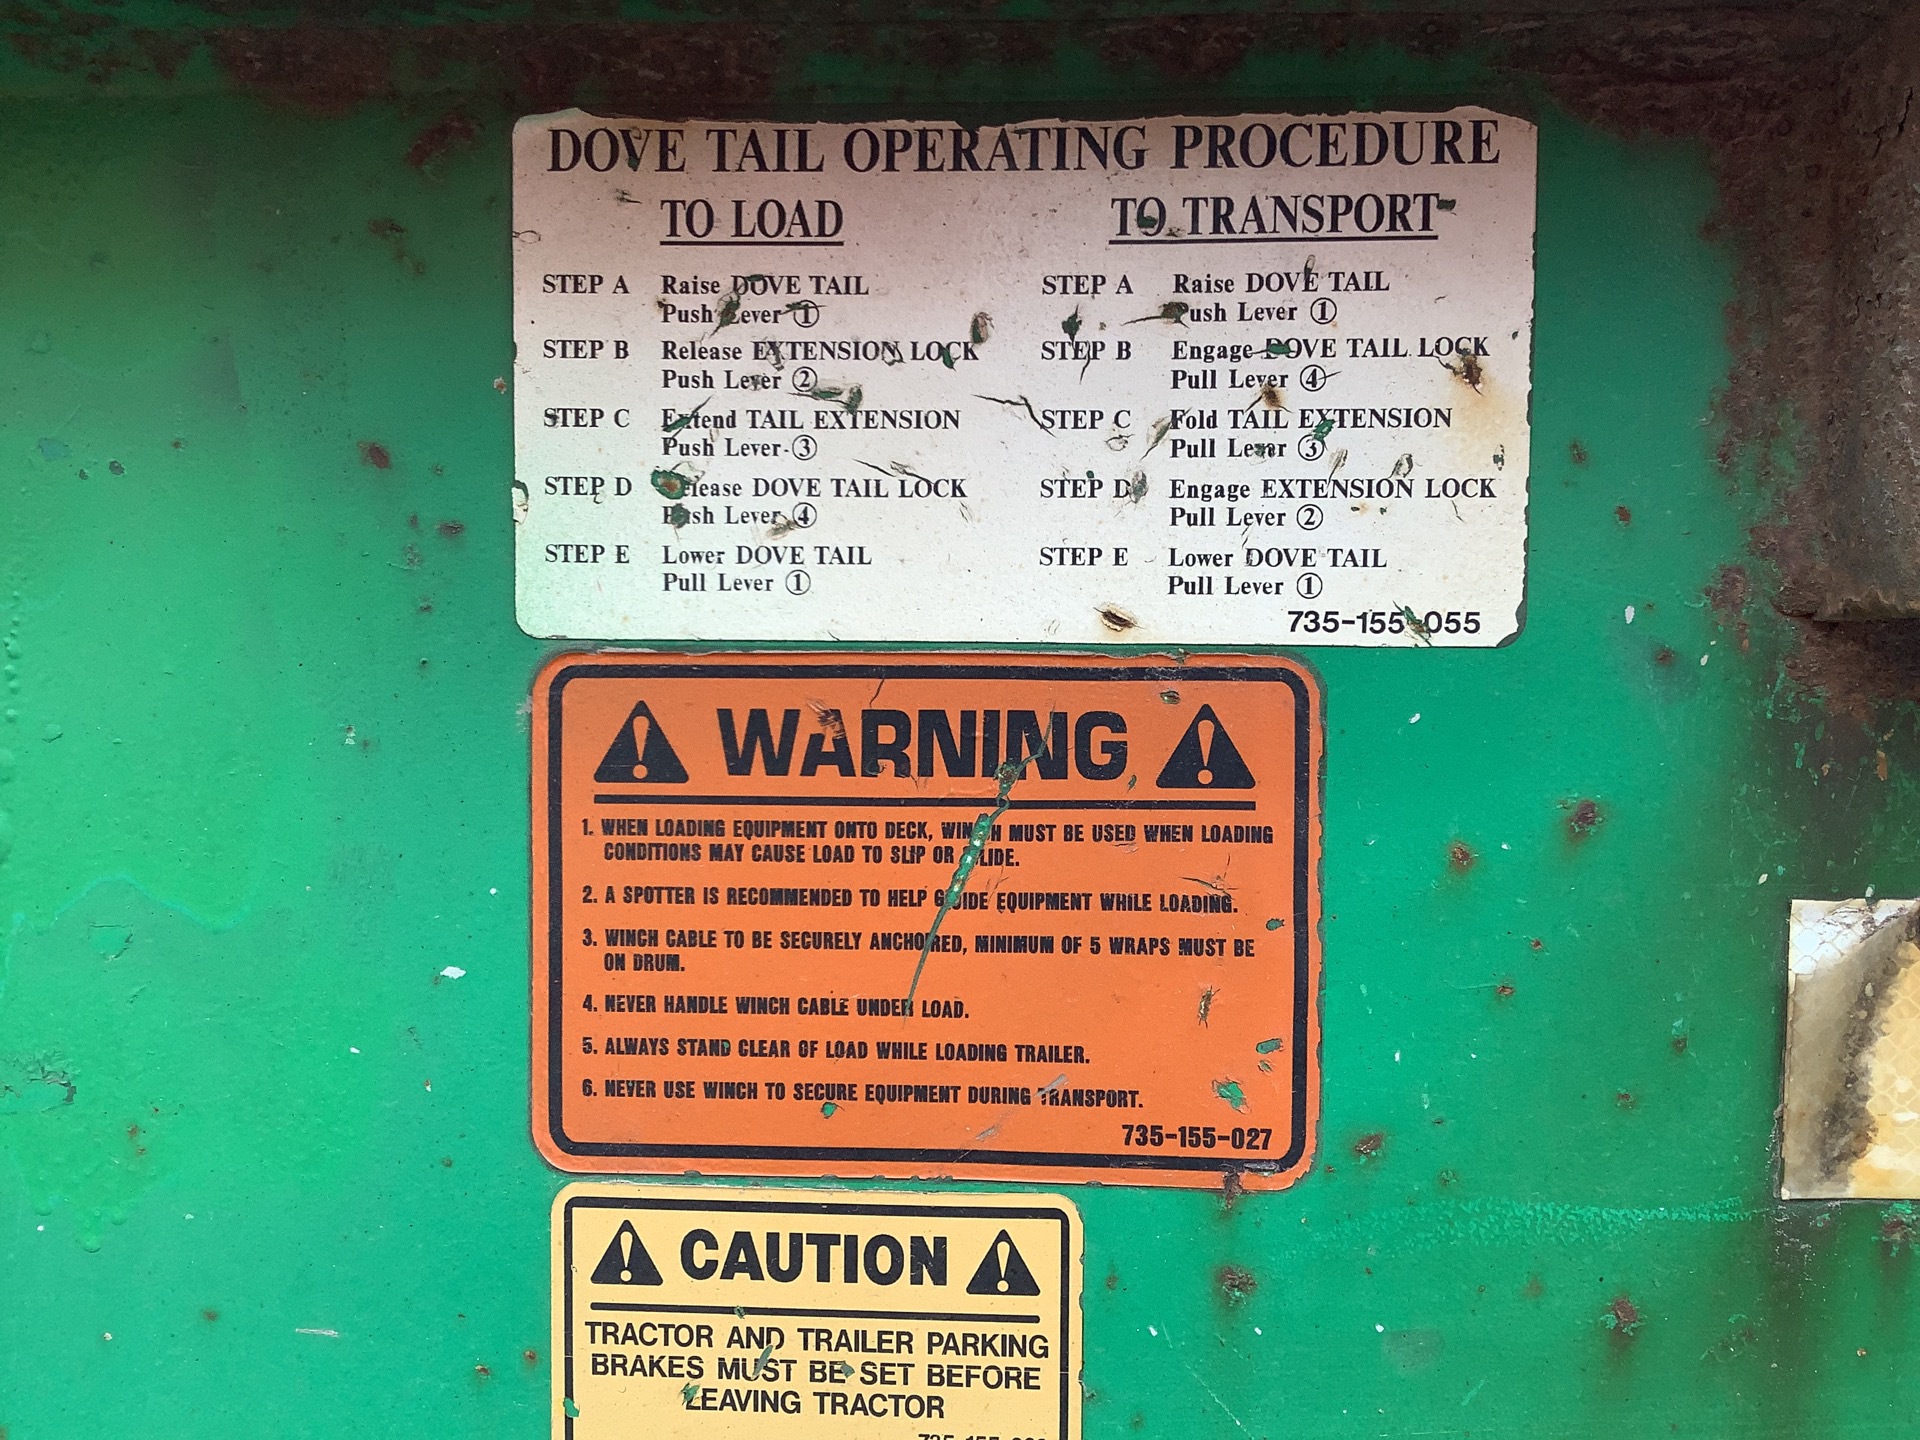 DOVE TAIL OPERATING PROCEDURE
TO LOAD
STEP A Raise DOVE TAIL
Push Lever ①
STEP B Release EXTENSION LOCK
Push Lever ②
STEP C Extend TAIL EXTENSION
Push Lever ③
STEP D Release DOVE TAIL LOCK
Push Lever ④
STEP E Lower DOVE TAIL
Pull Lever ①
TO TRANSPORT
STEP A Raise DOVE TAIL
Push Lever ①
STEP B Engage DOVE TAIL LOCK
Pull Lever ④
STEP C Fold TAIL EXTENSION
Pull Lever ③
STEP D Engage EXTENSION LOCK
Pull Lever ②
STEP E Lower DOVE TAIL
Pull Lever ①
735-155-055
WARNING
1. WHEN LOADING EQUIPMENT ONTO DECK, WINCH MUST BE USED WHEN LOADING
CONDITIONS MAY CAUSE LOAD TO SLIP OR SLIDE.
2. A SPOTTER IS RECOMMENDED TO HELP GUIDE EQUIPMENT WHILE LOADING.
3. WINCH CABLE TO BE SECURELY ANCHORED, MINIMUM OF 5 WRAPS MUST BE
ON DRUM.
4. NEVER HANDLE WINCH CABLE UNDER LOAD.
5. ALWAYS STAND CLEAR OF LOAD WHILE LOADING TRAILER.
6. NEVER USE WINCH TO SECURE EQUIPMENT DURING TRANSPORT.
735-155-027
CAUTION
TRACTOR AND TRAILER PARKING
BRAKES MUST BE SET BEFORE
LEAVING TRACTOR